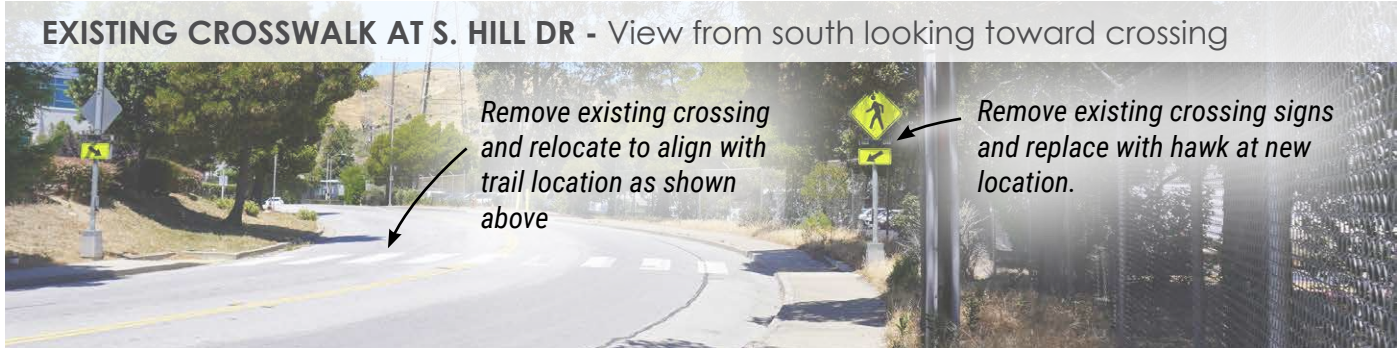 EXISTING CROSSWALK AT S. HILL DR - View from south looking toward crossing
Remove existing crossing
and relocate to align with
trail location as shown
above
Remove existing crossing signs
and replace with hawk at new
location.